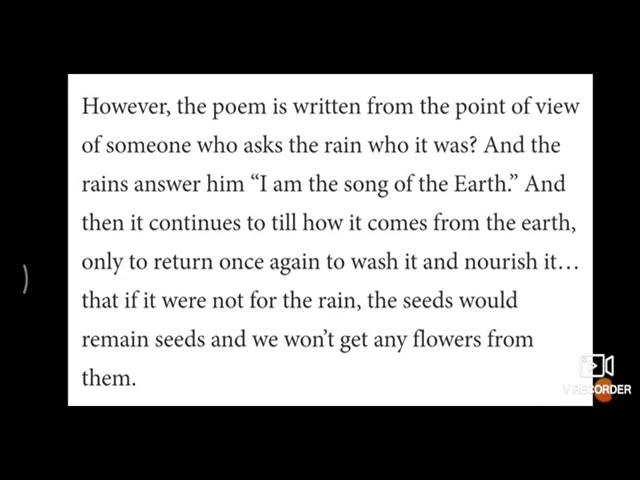 However, the poem is written from the point of view
of someone who asks the rain who it was? And the
rains answer him “I am the song of the Earth.” And
then it continues to till how it comes from the earth,
only to return once again to wash it and nourish it…
that if it were not for the rain, the seeds would
remain seeds and we won’t get any flowers from
them.
V RECORDER